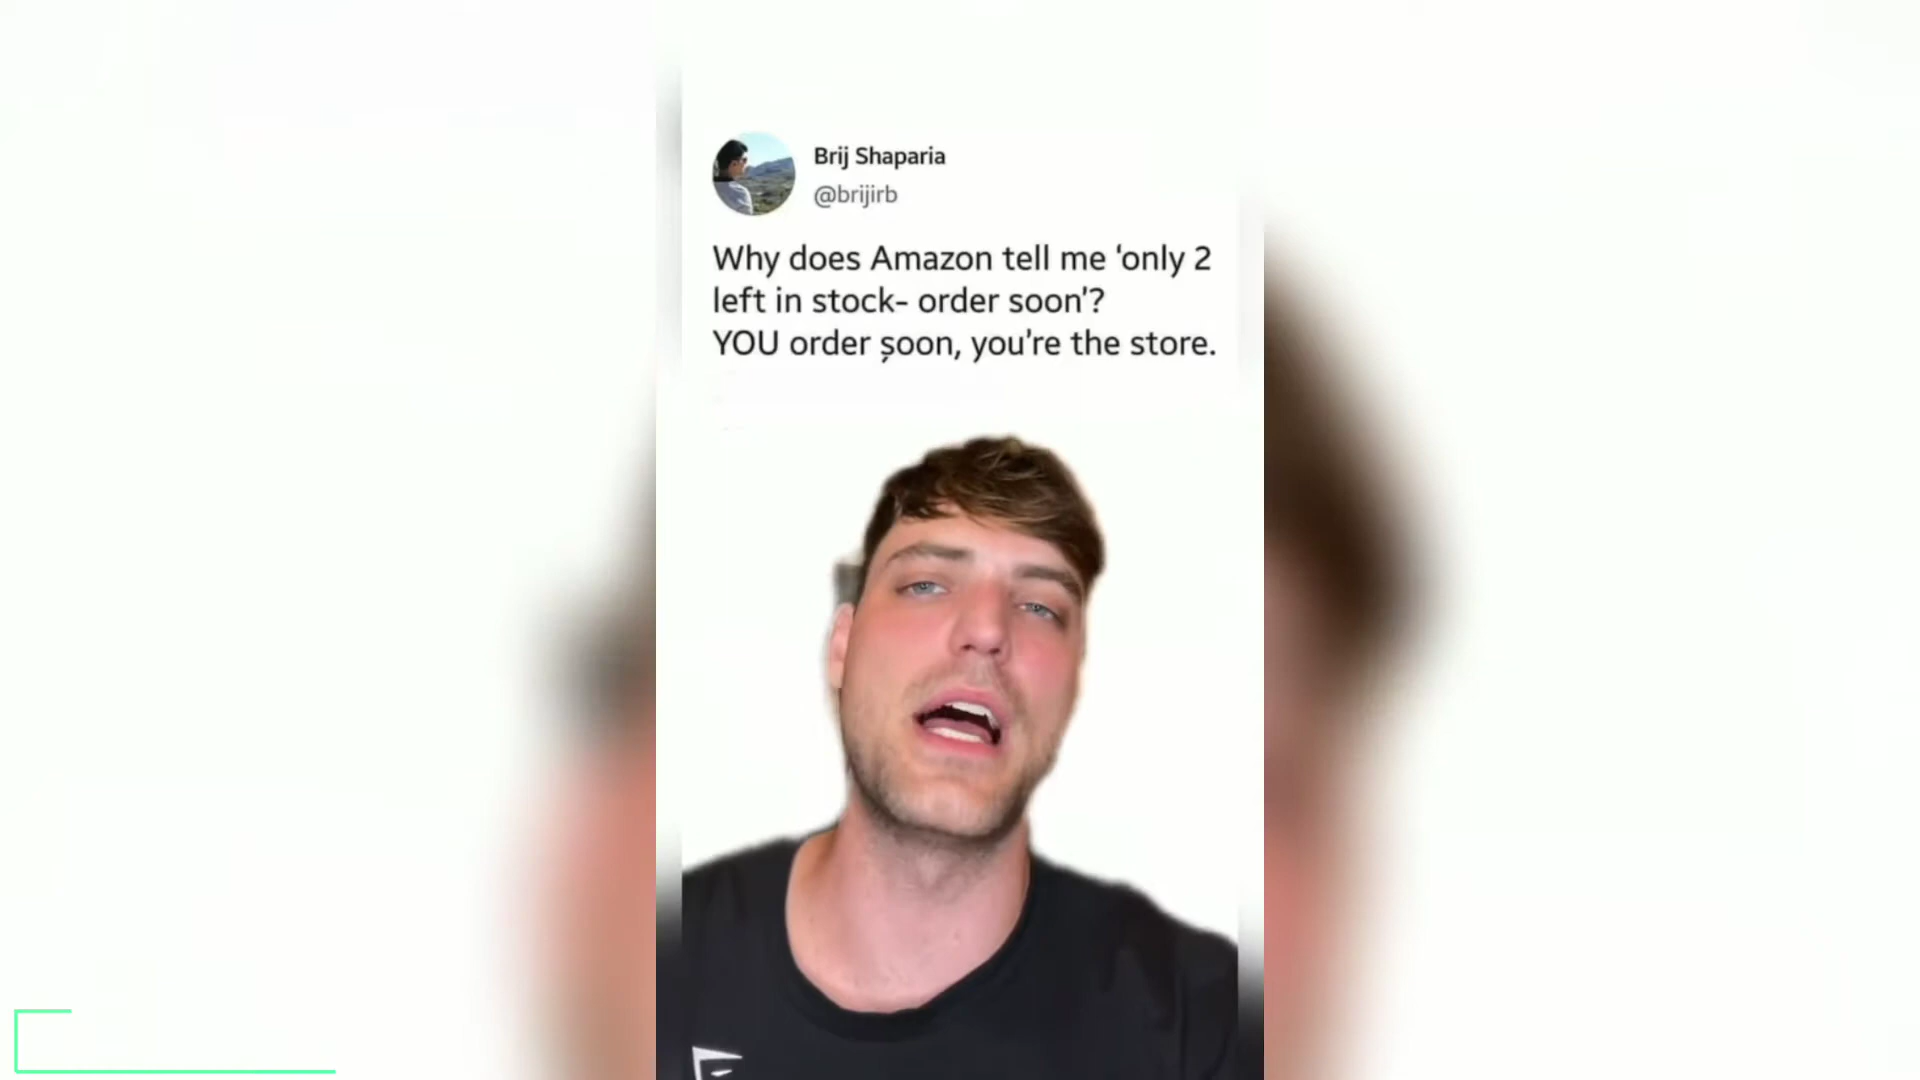 Brij Shaparia
@brijirb
Why does Amazon tell me ‘only 2
left in stock- order soon’?
YOU order soon, you’re the store.